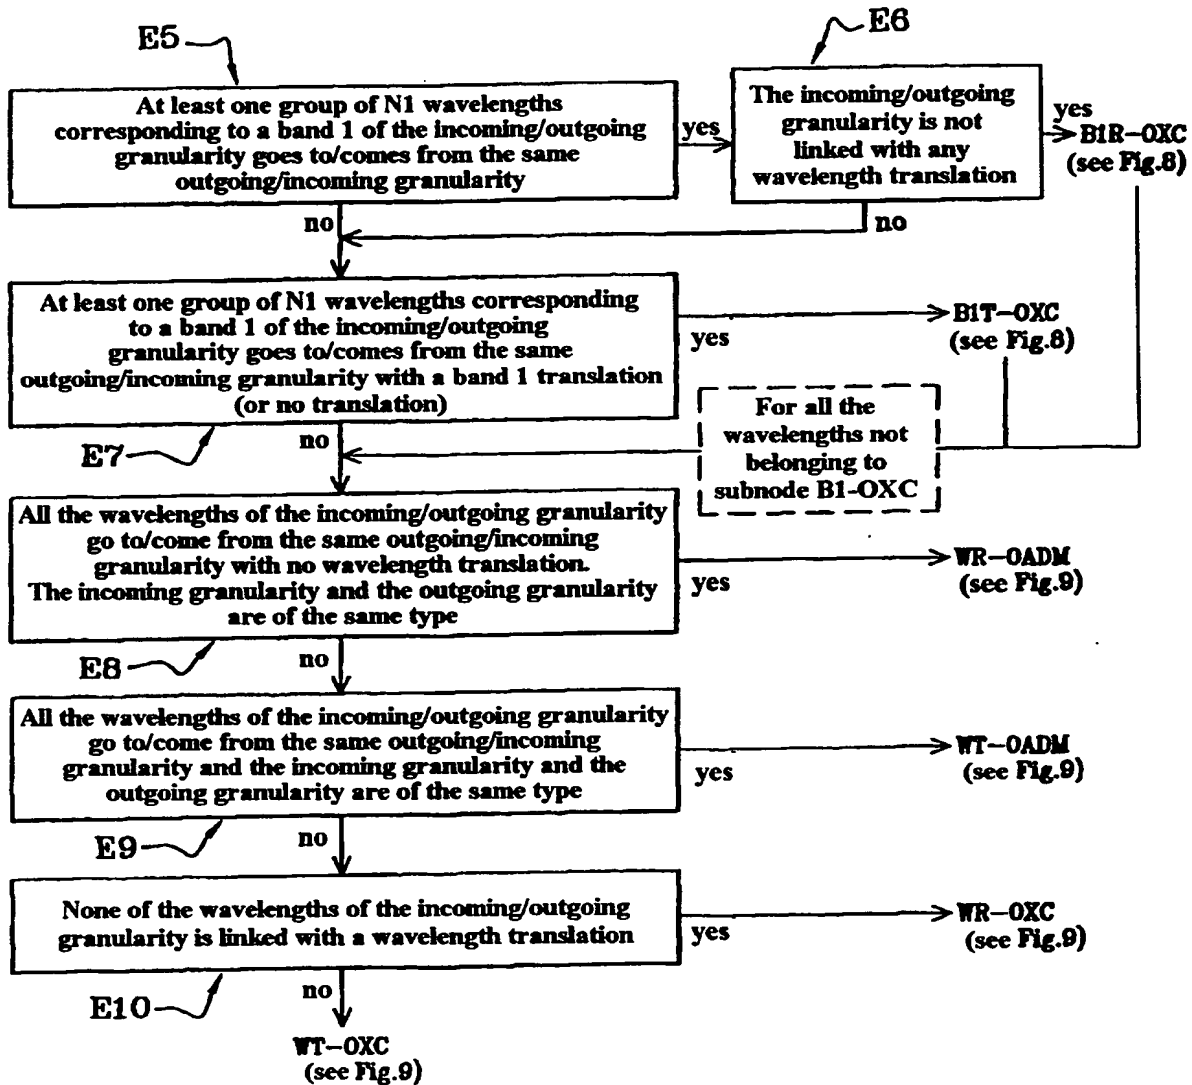 E5
E6
At least one group of N1 wavelengths
corresponding to a band 1 of the incoming/outgoing
granularity goes to/comes from the same
outgoing/incoming granularity
yes
The incoming/outgoing
granularity is not
linked with any
wavelength translation
yes
B1R-OXC
(see Fig.8)
no
no
At least one group of N1 wavelengths corresponding
to a band 1 of the incoming/outgoing
granularity goes to/comes from the same
outgoing/incoming granularity with a band 1 translation
(or no translation)
yes
B1T-OXC
(see Fig.8)
E7
no
For all the
wavelengths not
belonging to
subnode B1-OXC
All the wavelengths of the incoming/outgoing granularity
go to/come from the same outgoing/incoming
granularity with no wavelength translation.
The incoming granularity and the outgoing granularity
are of the same type
yes
WR-OADM
(see Fig.9)
E8
no
All the wavelengths of the incoming/outgoing granularity
go to/come from the same outgoing/incoming
granularity and the incoming granularity and the
outgoing granularity are of the same type
yes
WT-OADM
(see Fig.9)
E9
no
None of the wavelengths of the incoming/outgoing
granularity is linked with a wavelength translation
yes
WR-OXC
(see Fig.9)
E10
no
WT-OXC
(see Fig.9)